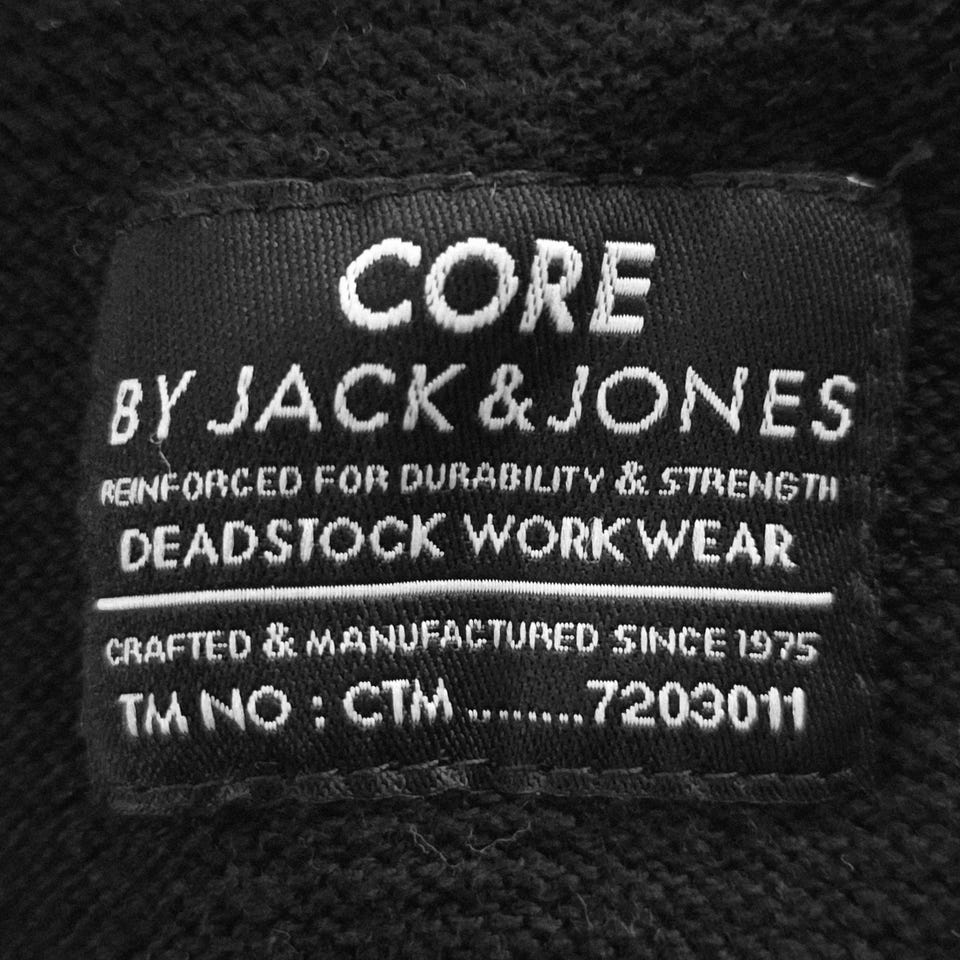 CORE
BY JACK & JONES
REINFORCED FOR DURABILITY & STRENGTH
DEADSTOCK WORKWEAR
CRAFTED & MANUFACTURED SINCE 1975
TM NO : CTM ........7203011